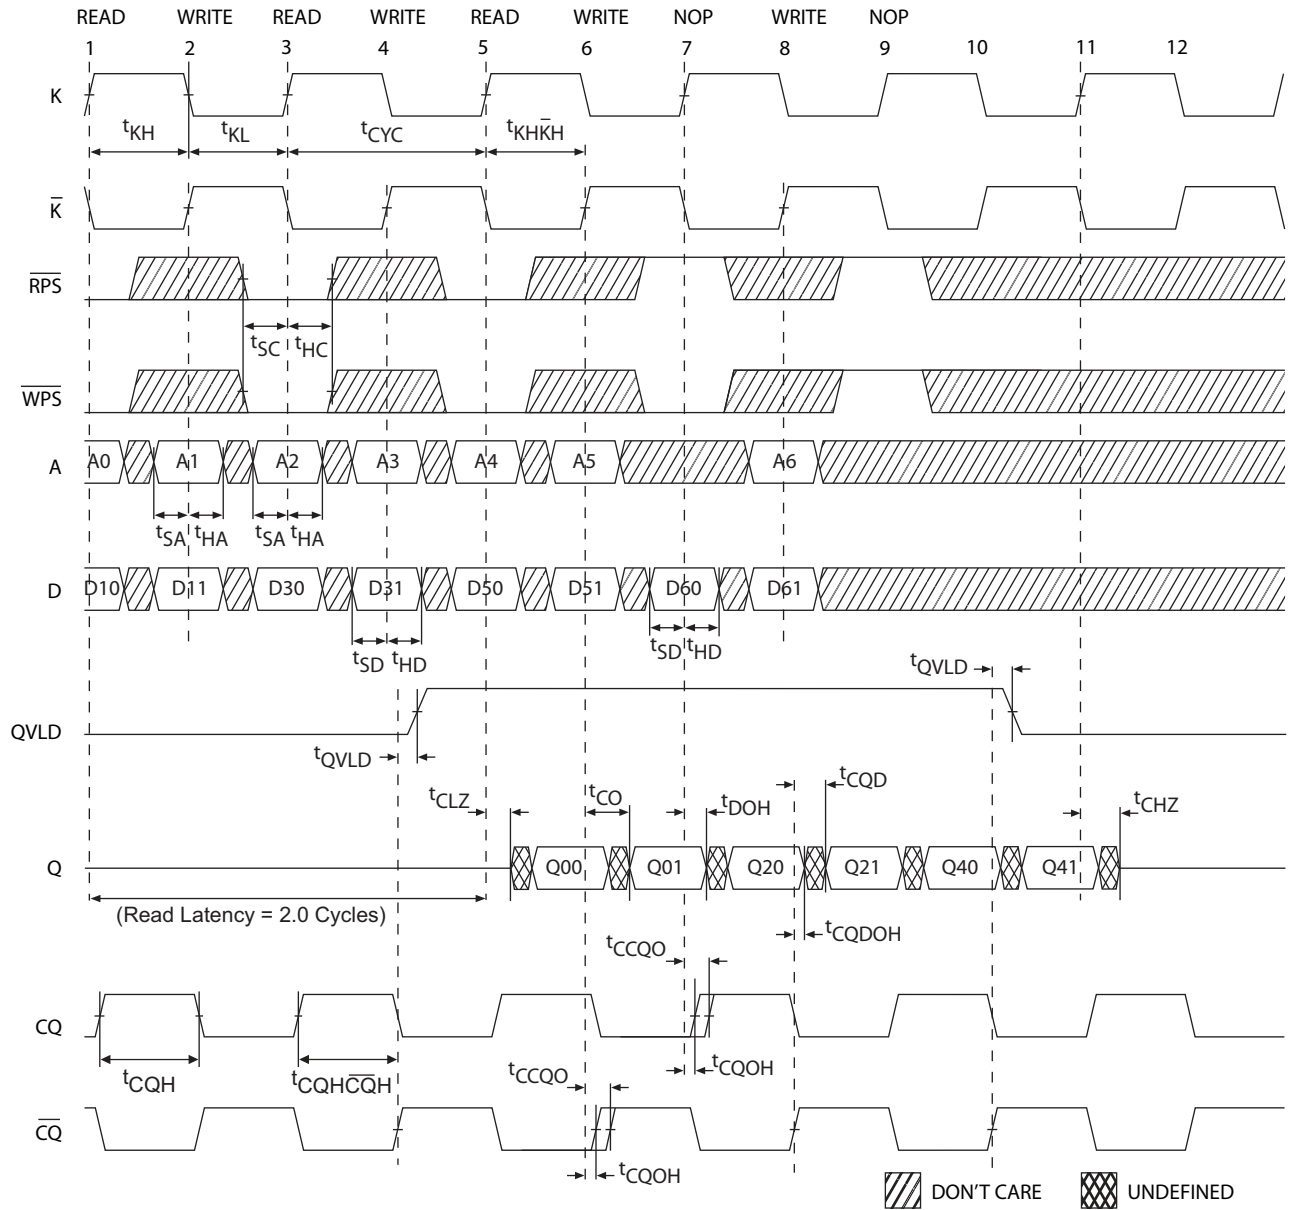 READ WRITE READ WRITE READ WRITE NOP WRITE NOP
1 2 3 4 5 6 7 8 9 10 11 12
K
tKH tKL tCYC tKHK̅H
K̅
R̅P̅S̅
tSC tHC
W̅P̅S̅
A A0 A1 A2 A3 A4 A5 A6
tSA tHA tSA tHA
D D10 D11 D30 D31 D50 D51 D60 D61
tSD tHD tSD tHD
tQVLD
QVLD
tQVLD
tCLZ tCO tDOH tCQD tCHZ
Q Q00 Q01 Q20 Q21 Q40 Q41
(Read Latency = 2.0 Cycles)
tCCQO tCQDOH
CQ
tCQOH
tCQH tCQHC̅Q̅H tCCQO
C̅Q̅
tCQOH
DON'T CARE UNDEFINED